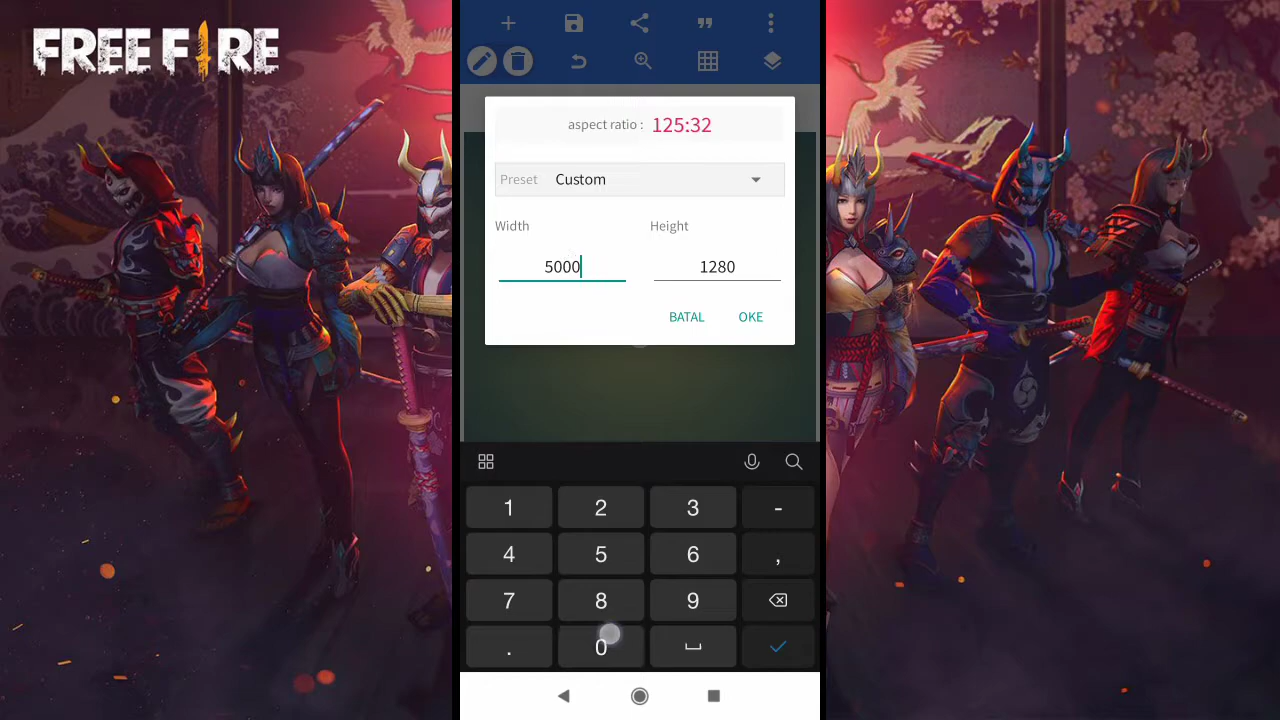 FREE FIRE
aspect ratio : 125:32
Preset Custom
Width Height
5000 1280
BATAL OKE
1 2 3 -
4 5 6 ,
7 8 9
. 0